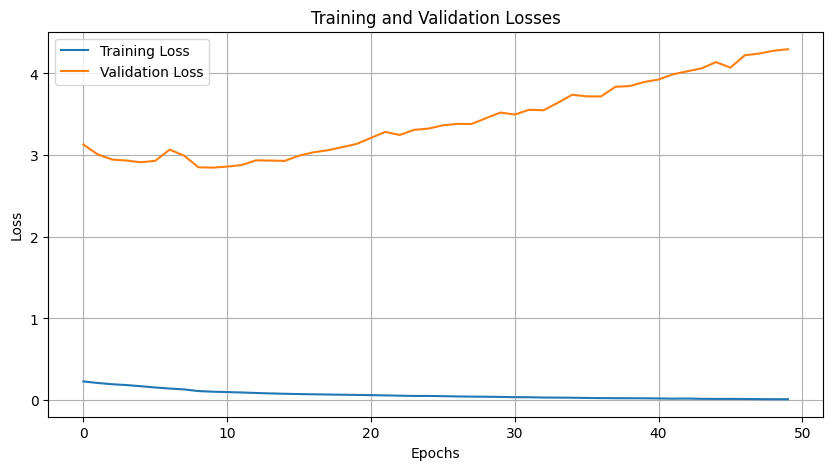 Training and Validation Losses
Training Loss
Validation Loss
4
3
2
1
0
Loss
0 10 20 30 40 50
Epochs